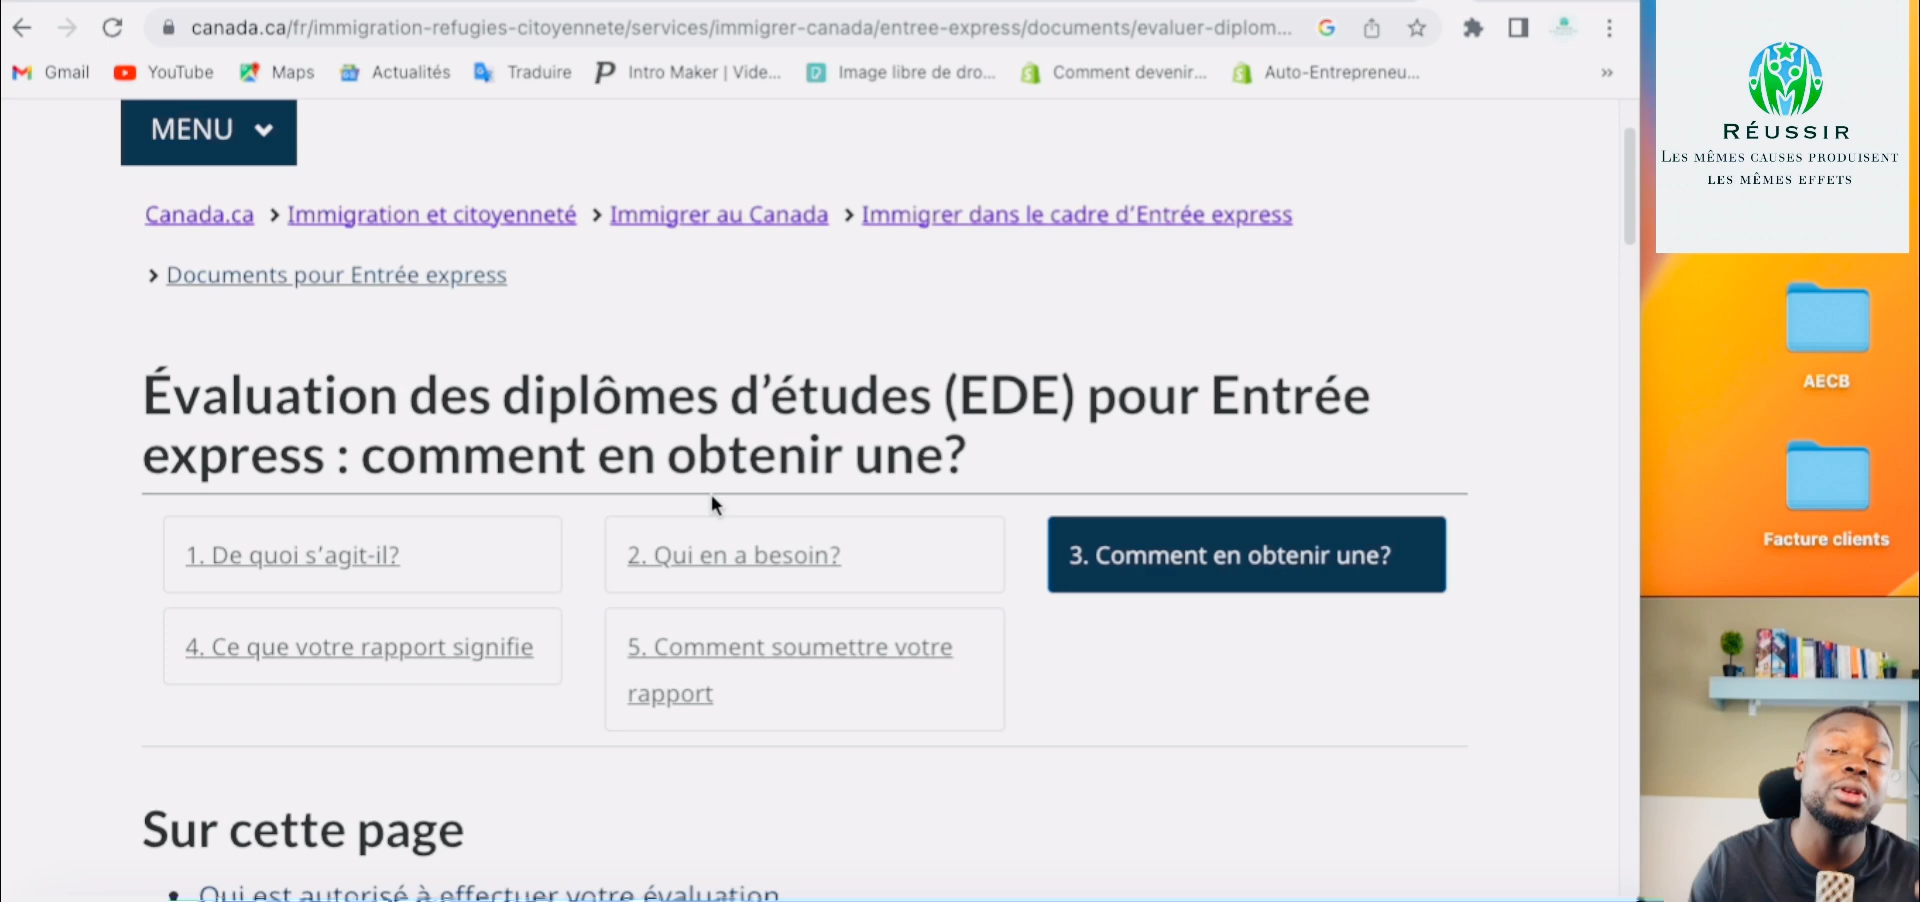 canada.ca/fr/immigration-refugies-citoyennete/services/immigrer-canada/entree-express/documents/evaluer-diplom...
Gmail YouTube Maps Actualités Traduire Intro Maker | Vide... Image libre de dro... Comment devenir... Auto-Entrepreneu... »
RÉUSSIR
LES MÊMES CAUSES PRODUISENT
LES MÊMES EFFETS
MENU
Canada.ca > Immigration et citoyenneté > Immigrer au Canada > Immigrer dans le cadre d’Entrée express
> Documents pour Entrée express
Évaluation des diplômes d’études (EDE) pour Entrée
express : comment en obtenir une?
1. De quoi s’agit-il?
2. Qui en a besoin?
3. Comment en obtenir une?
4. Ce que votre rapport signifie
5. Comment soumettre votre
rapport
Sur cette page
• Qui est autorisé à effectuer votre évaluation
AECB
Facture clients